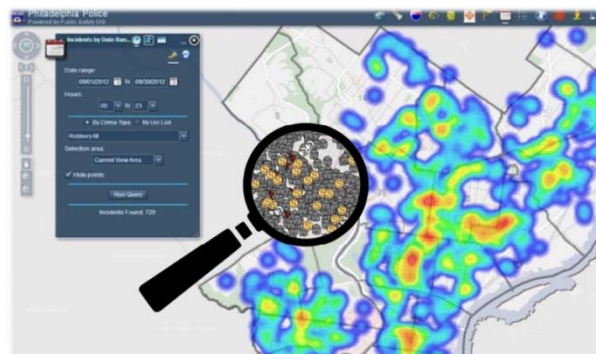 Philadelphia Police
Powered by Public Safety GIS
Incidents by Date Ran...
Date range:
09/01/2012 to 09/30/2012
Hours:
00 to 23
By Crime Type By Ucr List
Robbery All
Selection area:
Current View Area
Hide points:
Run Query
Incidents Found: 729